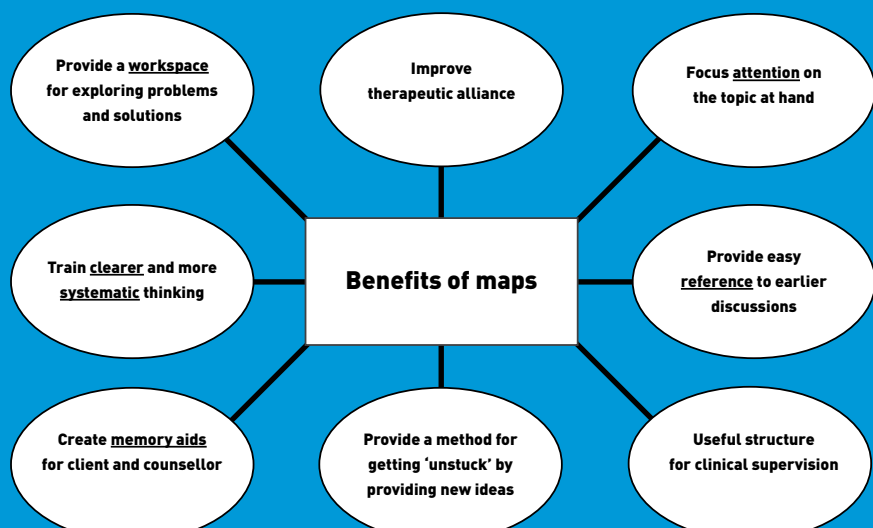 Provide a workspace
for exploring problems
and solutions
Improve
therapeutic alliance
Focus attention on
the topic at hand
Train clearer and more
systematic thinking
Benefits of maps
Provide easy
reference to earlier
discussions
Create memory aids
for client and counsellor
Provide a method for
getting ‘unstuck’ by
providing new ideas
Useful structure
for clinical supervision